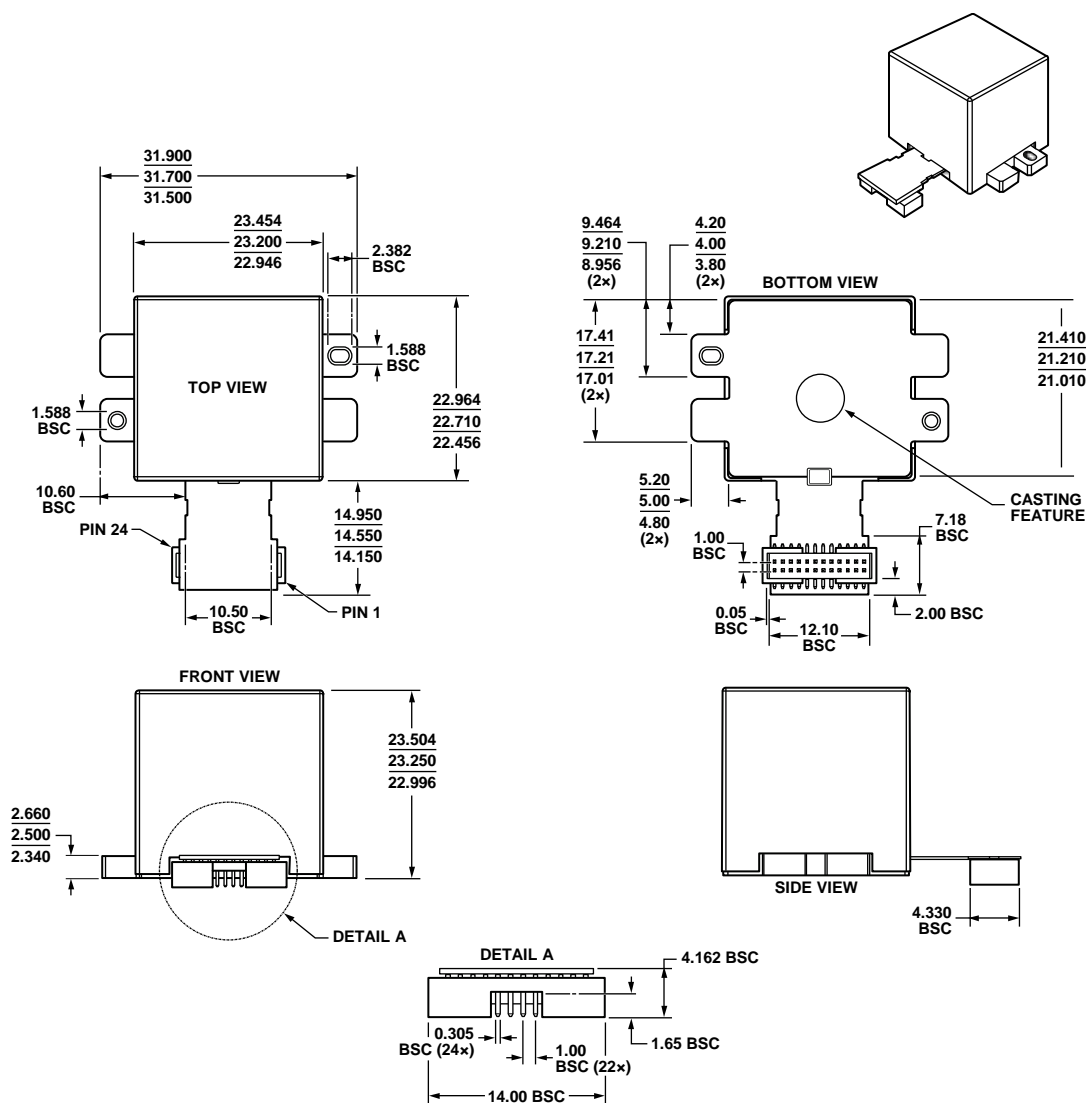 31.900
31.700
31.500
23.454
23.200
22.946
2.382
BSC
9.464
9.210
8.956
(2×)
4.20
4.00
3.80
(2×)
BOTTOM VIEW
TOP VIEW
1.588
BSC
1.588
BSC
22.964
22.710
22.456
17.41
17.21
17.01
(2×)
21.410
21.210
21.010
10.60
BSC
PIN 24
14.950
14.550
14.150
10.50
BSC
PIN 1
5.20
5.00
4.80
(2×)
1.00
BSC
CASTING
FEATURE
7.18
BSC
0.05
BSC
12.10
BSC
2.00 BSC
FRONT VIEW
23.504
23.250
22.996
2.660
2.500
2.340
DETAIL A
SIDE VIEW
4.330
BSC
DETAIL A
4.162 BSC
0.305
BSC (24×)
1.00
BSC (22×)
1.65 BSC
14.00 BSC